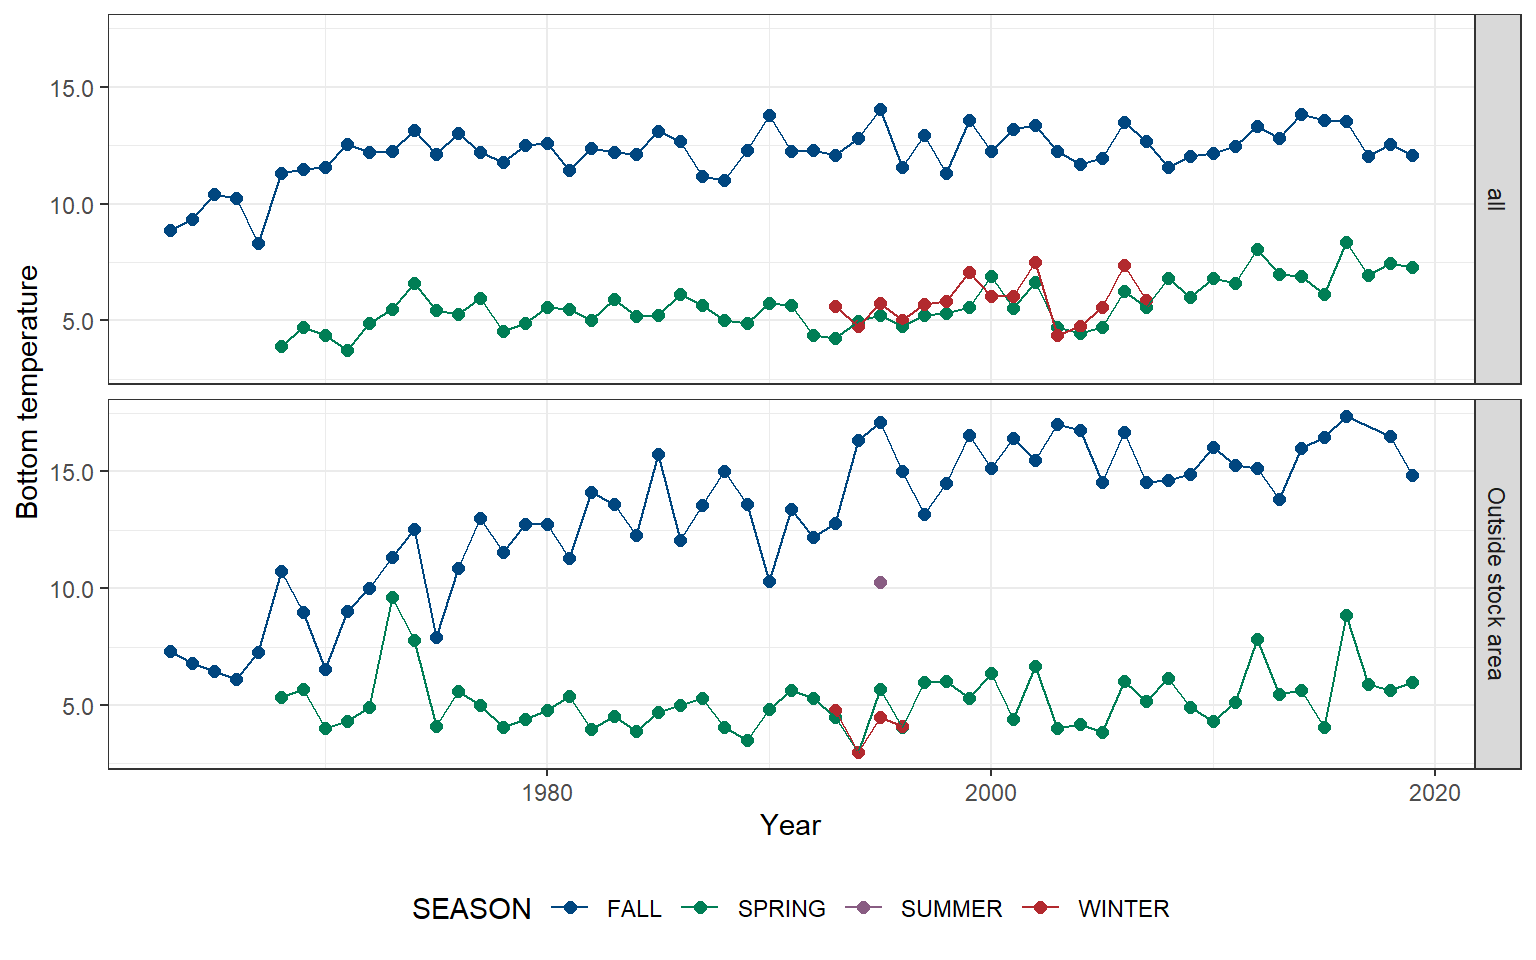 15.0
10.0
5.0
all
Bottom temperature
15.0
10.0
5.0
Outside stock area
1980
2000
2020
Year
SEASON FALL SPRING SUMMER WINTER